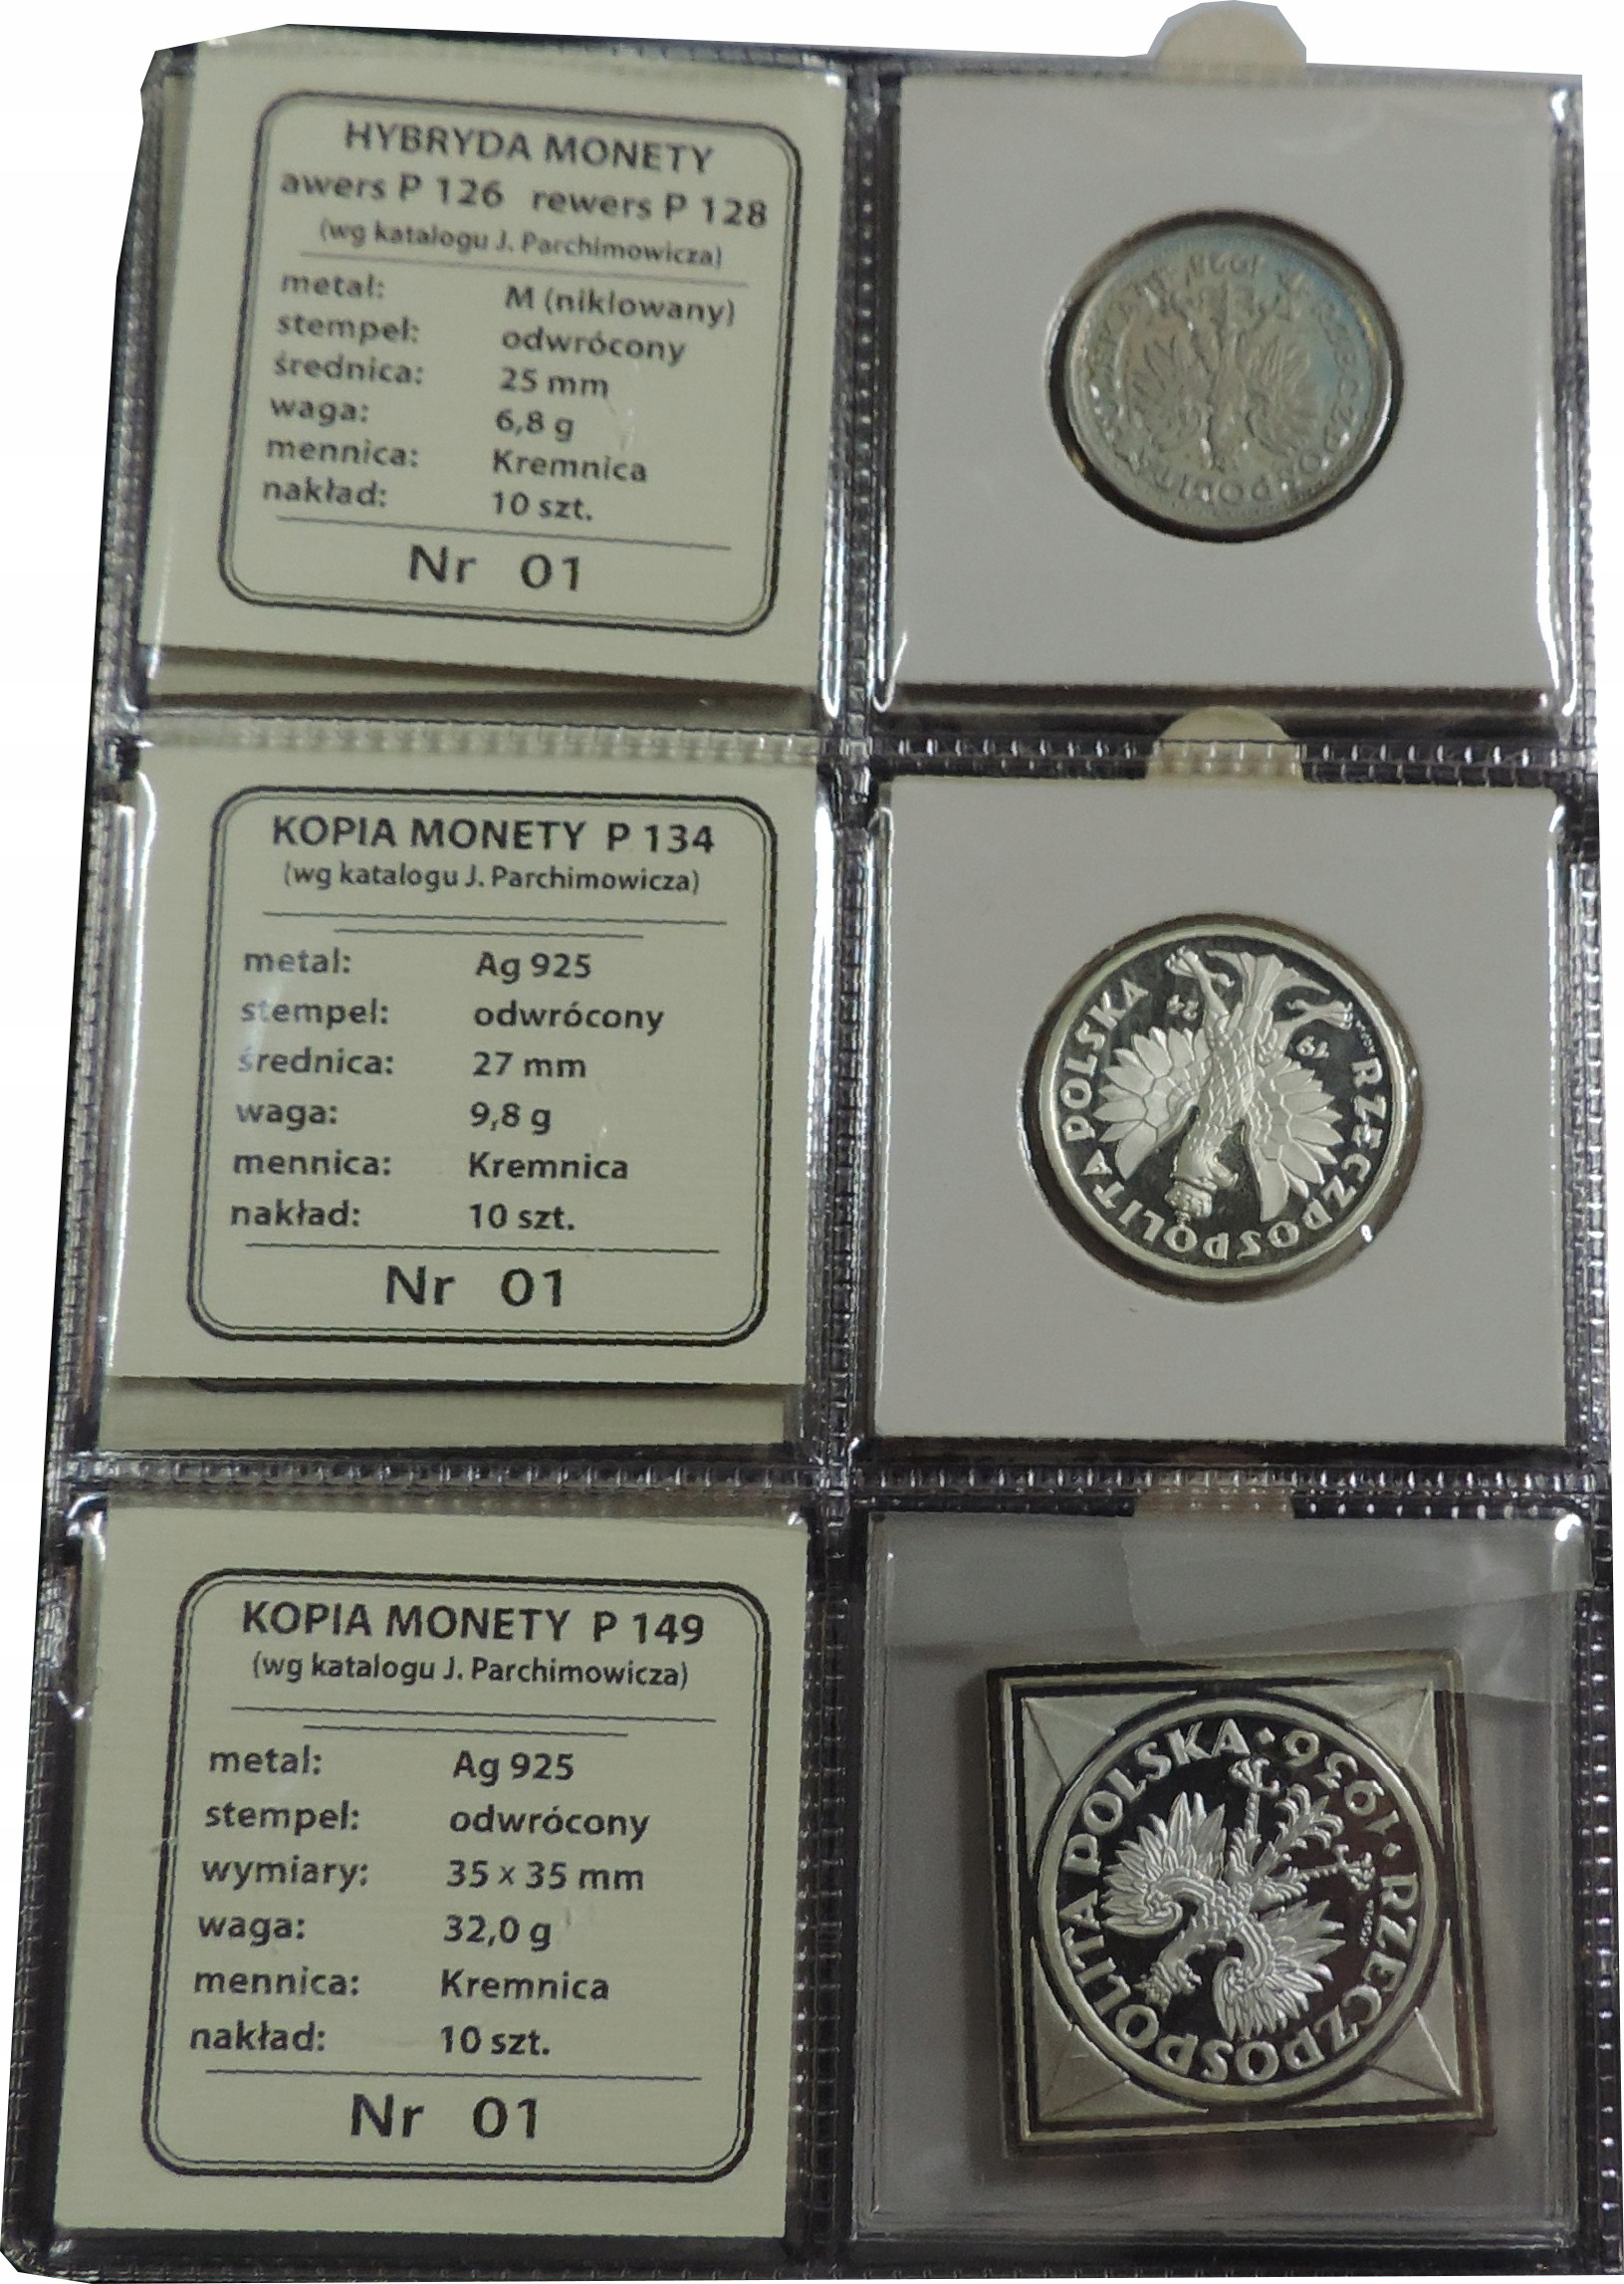 HYBRYDA MONETY
awers P 126 rewers P 128
(wg katalogu J. Parchimowicza)
metal: M (niklowany)
stempel: odwrócony
średnica: 25 mm
waga: 6,8 g
mennica: Kremnica
nakład: 10 szt.
Nr 01
KOPIA MONETY P 134
(wg katalogu J. Parchimowicza)
metal: Ag 925
stempel: odwrócony
średnica: 27 mm
waga: 9,8 g
mennica: Kremnica
nakład: 10 szt.
Nr 01
RZECZPOSPOLITA POLSKA
KOPIA MONETY P 149
(wg katalogu J. Parchimowicza)
metal: Ag 925
stempel: odwrócony
wymiary: 35 x 35 mm
waga: 32,0 g
mennica: Kremnica
nakład: 10 szt.
Nr 01
RZECZPOSPOLITA POLSKA · 1936 ·